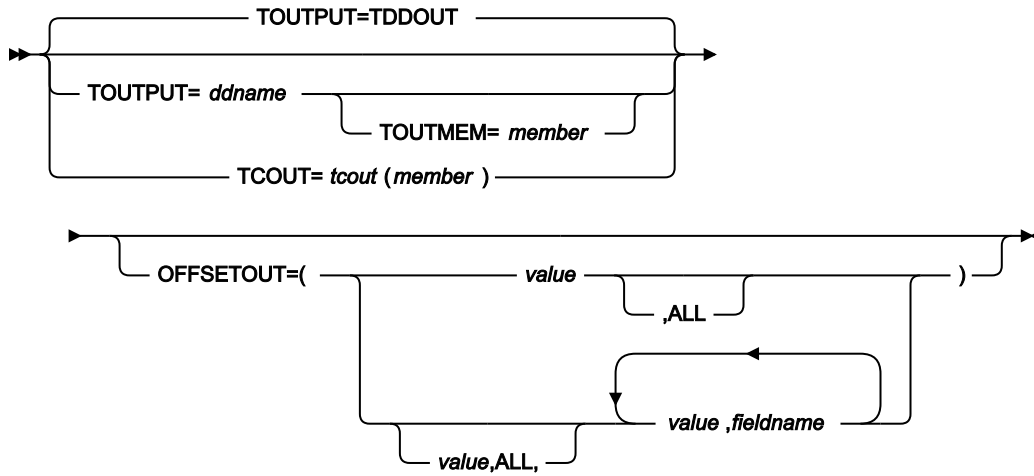 TOUTPUT=TDDOUT
TOUTPUT= ddname
TOUTMEM= member
TCOUT= tcout (member )
OFFSETOUT=( value )
,ALL
value ,fieldname
value,ALL,